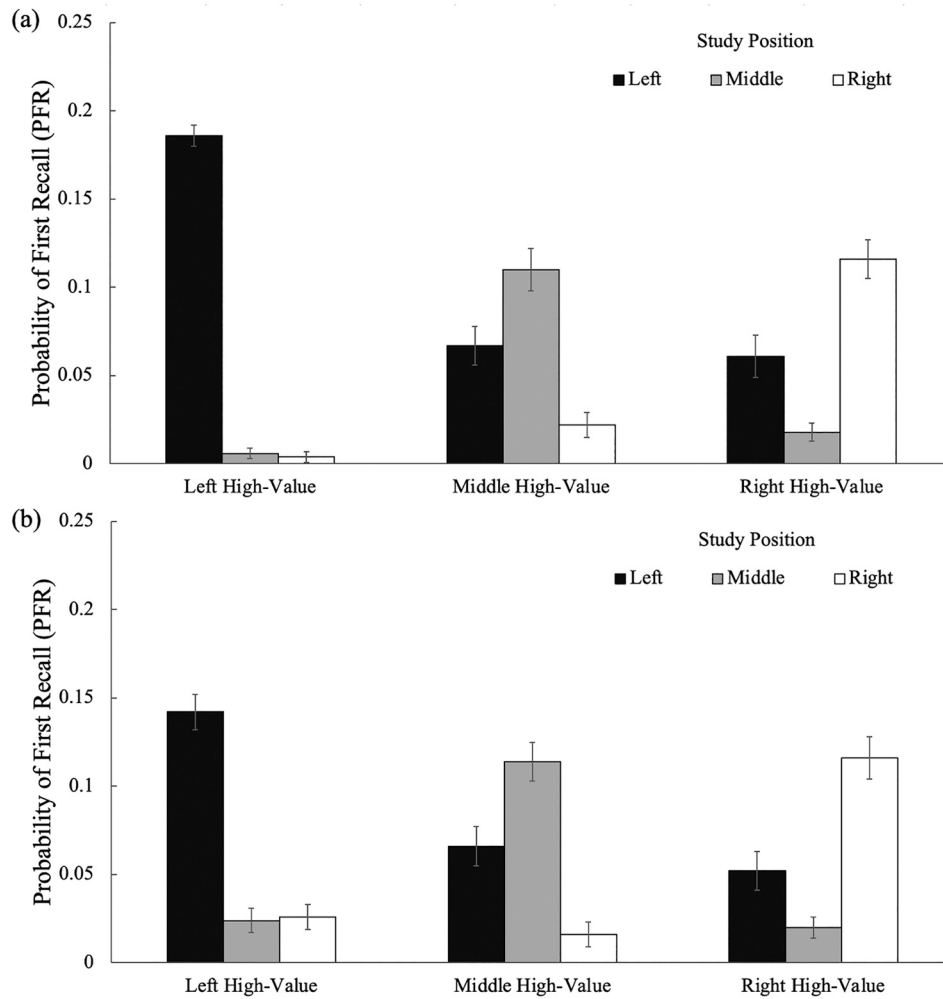 (a)
0.25
0.2
0.15
0.1
0.05
0
Probability of First Recall (PFR)
Study Position
Left Middle Right
Left High-Value Middle High-Value Right High-Value
(b)
0.25
0.2
0.15
0.1
0.05
0
Probability of First Recall (PFR)
Study Position
Left Middle Right
Left High-Value Middle High-Value Right High-Value